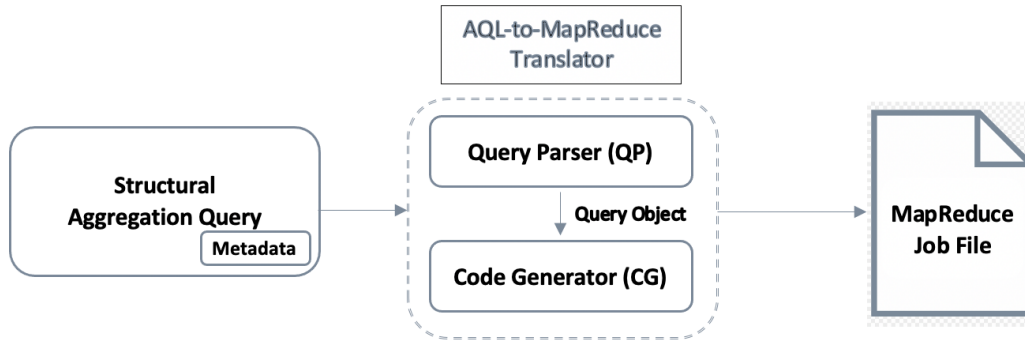 AQL-to-MapReduce
Translator
Structural
Aggregation Query
Metadata
Query Parser (QP)
Query Object
Code Generator (CG)
MapReduce
Job File